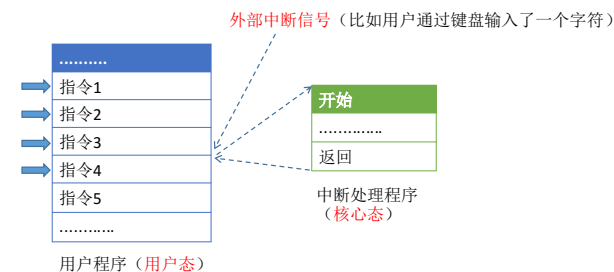 外部中断信号（比如用户通过键盘输入了一个字符）
..........
指令1
指令2
指令3
指令4
指令5
............
用户程序（用户态）
开始
..............
返回
中断处理程序
（核心态）